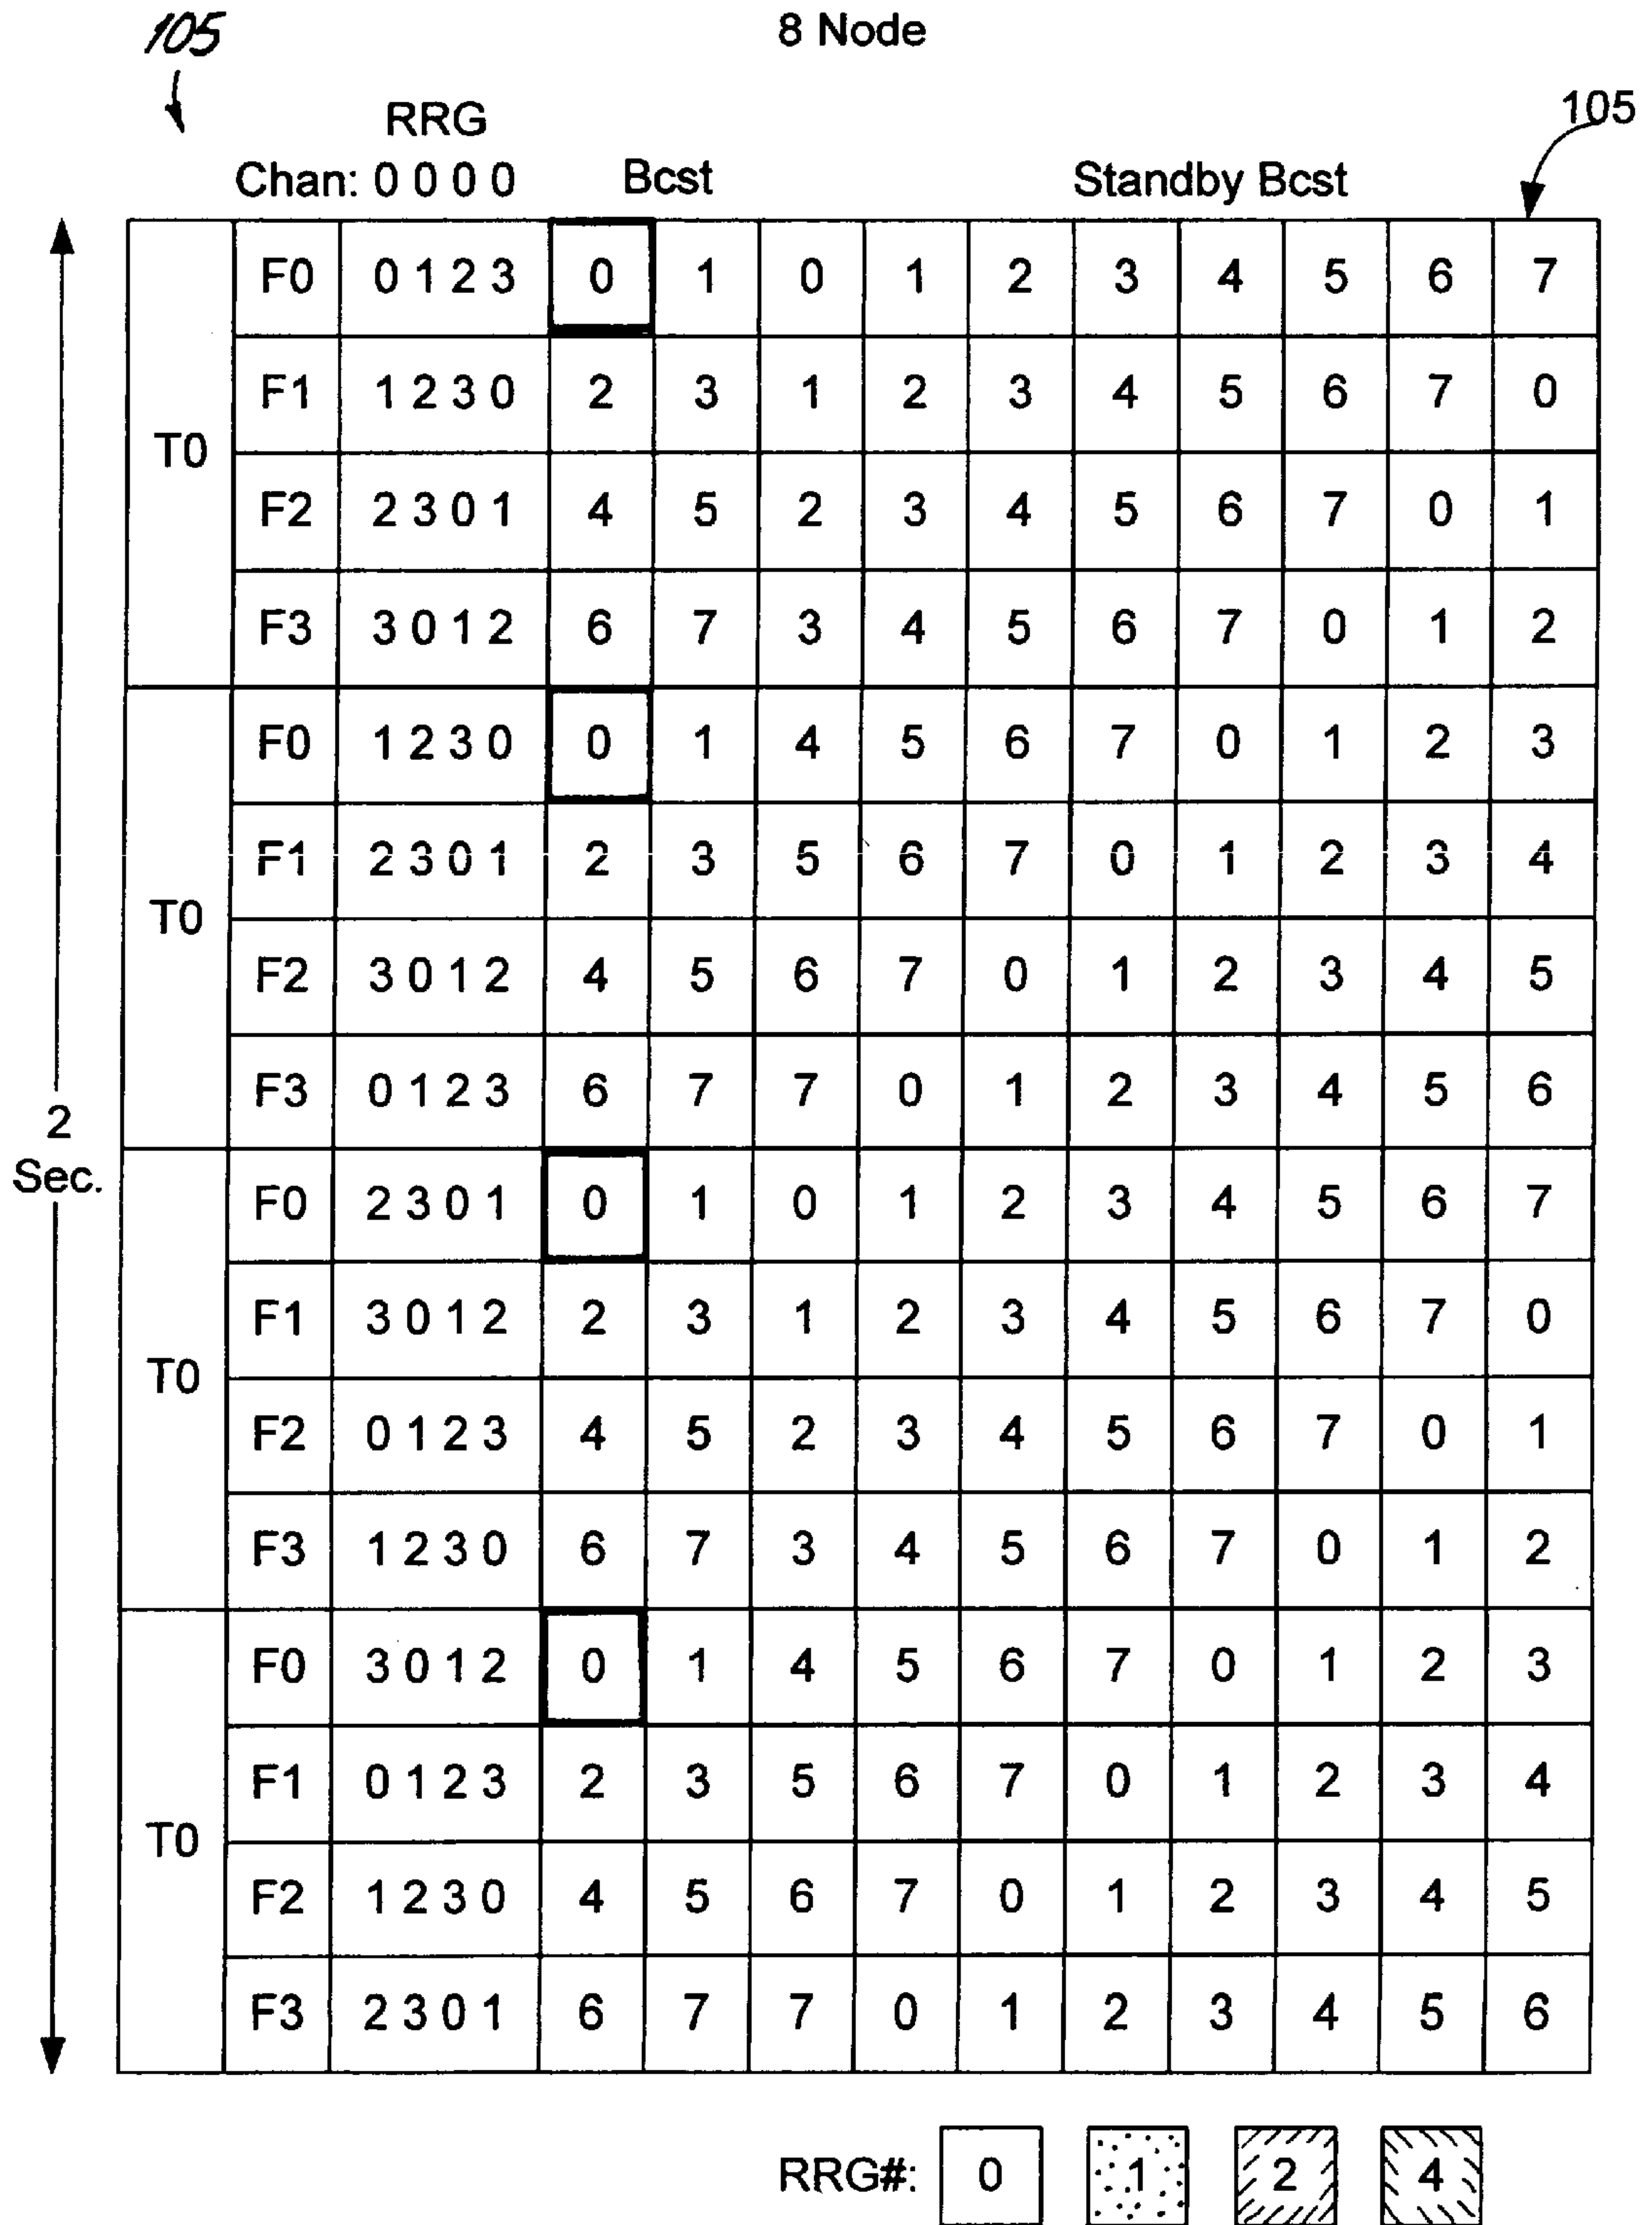 105
8 Node
105
RRG
Chan: 0 0 0 0 Bcst Standby Bcst
T0
F0 0 1 2 3 0 1 0 1 2 3 4 5 6 7
F1 1 2 3 0 2 3 1 2 3 4 5 6 7 0
F2 2 3 0 1 4 5 2 3 4 5 6 7 0 1
F3 3 0 1 2 6 7 3 4 5 6 7 0 1 2
T0
F0 1 2 3 0 0 1 4 5 6 7 0 1 2 3
F1 2 3 0 1 2 3 5 6 7 0 1 2 3 4
F2 3 0 1 2 4 5 6 7 0 1 2 3 4 5
F3 0 1 2 3 6 7 7 0 1 2 3 4 5 6
2
Sec.
T0
F0 2 3 0 1 0 1 0 1 2 3 4 5 6 7
F1 3 0 1 2 2 3 1 2 3 4 5 6 7 0
F2 0 1 2 3 4 5 2 3 4 5 6 7 0 1
F3 1 2 3 0 6 7 3 4 5 6 7 0 1 2
T0
F0 3 0 1 2 0 1 4 5 6 7 0 1 2 3
F1 0 1 2 3 2 3 5 6 7 0 1 2 3 4
F2 1 2 3 0 4 5 6 7 0 1 2 3 4 5
F3 2 3 0 1 6 7 7 0 1 2 3 4 5 6
RRG#: 0 1 2 4